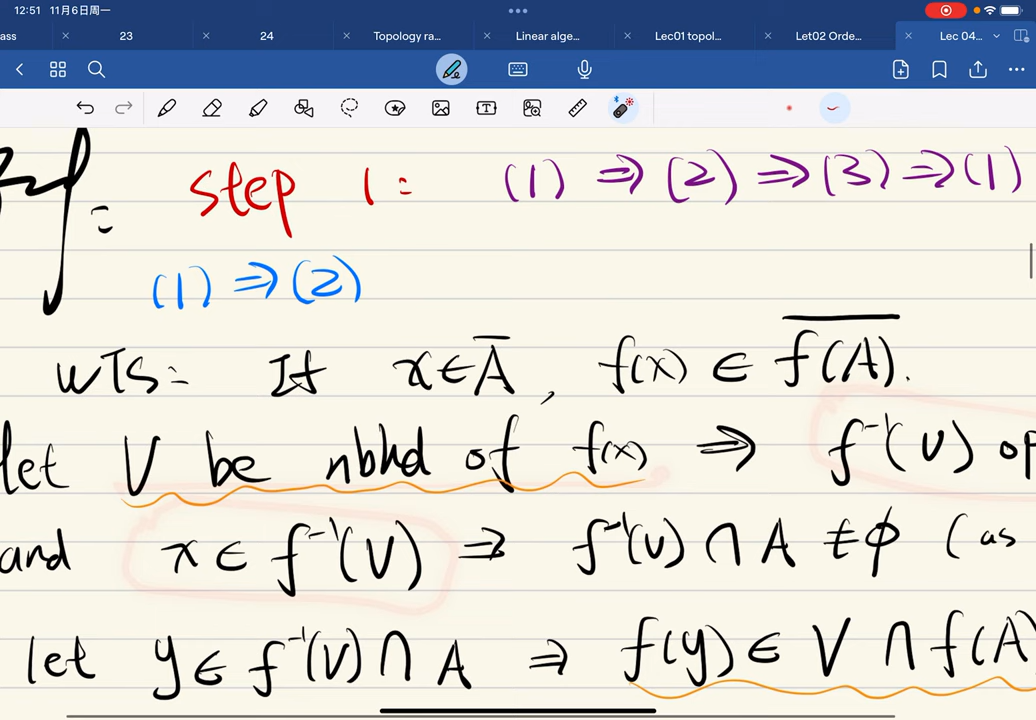 12:51 11月6日周一
ass 23 24 Topology ra... Linear alge... Lec01 topol... Let02 Orde... Lec 04...
step 1:
(1) ⇒ (2) ⇒ (3) ⇒ (1)
(1) ⇒ (2)
WTS: If x ∈ A̅, f(x) ∈ \overline{f(A)}.
let V be nbhd of f(x) ⇒ f⁻¹(V) op
and x ∈ f⁻¹(V) ⇒ f⁻¹(V) ∩ A ≠ ϕ (as
let y ∈ f⁻¹(V) ∩ A ⇒ f(y) ∈ V ∩ f(A)